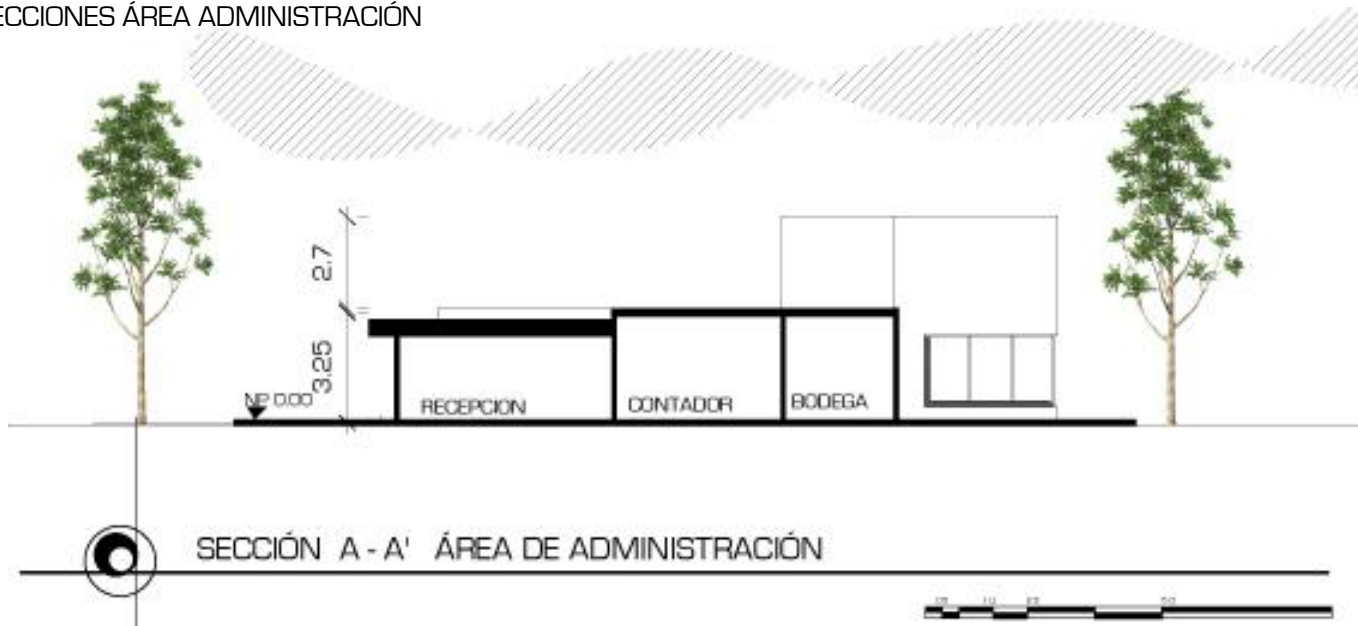 ECCIONES ÁREA ADMINISTRACIÓN
2.7
3.25
NP 0.00
RECEPCION
CONTADOR
BODEGA
SECCIÓN A - A' ÁREA DE ADMINISTRACIÓN